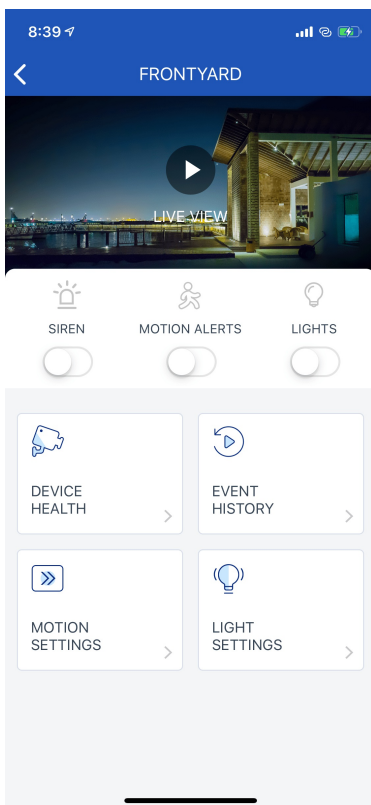 8:39
FRONTYARD
LIVE VIEW
SIREN
MOTION ALERTS
LIGHTS
DEVICE
HEALTH
EVENT
HISTORY
MOTION
SETTINGS
LIGHT
SETTINGS